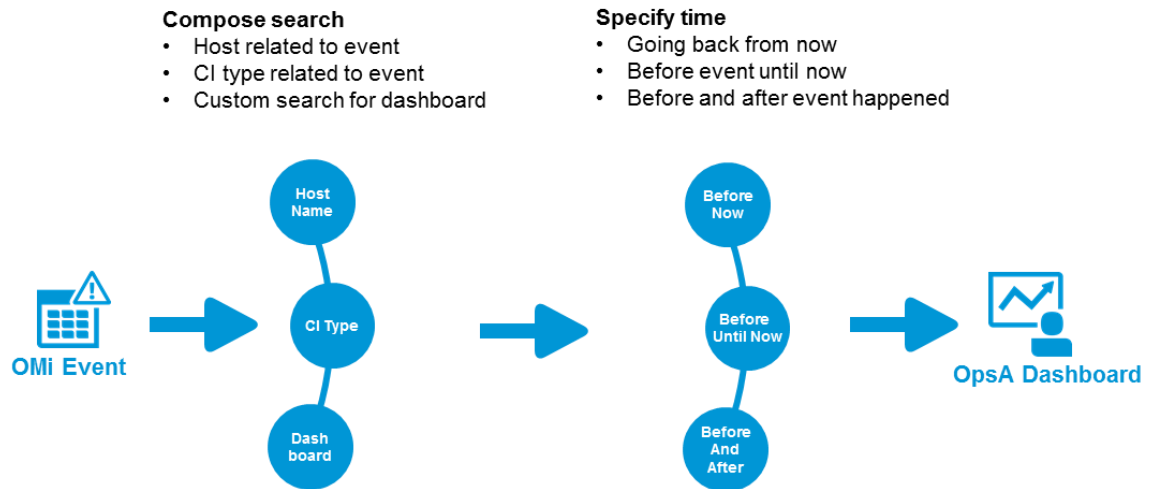 Compose search
• Host related to event
• CI type related to event
• Custom search for dashboard
Specify time
• Going back from now
• Before event until now
• Before and after event happened
Host
Name
CI Type
Dash
board
Before
Now
Before
Until Now
Before
And
After
OMi Event
OpsA Dashboard